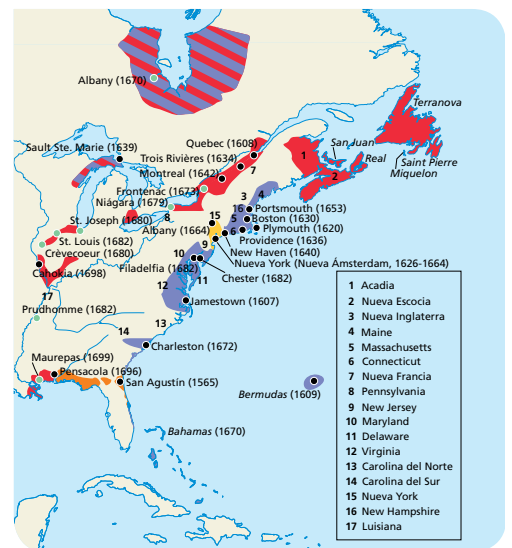 Albany (1670)
Terranova
Sault Ste. Marie (1639)
Quebec (1608)
Trois Rivières (1634)
Montreal (1642)
Frontenac (1673)
Niágara (1679)
1
San Juan
Real
2
Saint Pierre
Miquelon
7
8
St. Joseph (1680)
Albany (1664)
15
3
4
16
Portsmouth (1653)
5
Boston (1630)
6
Plymouth (1620)
Providence (1636)
St. Louis (1682)
Crèvecoeur (1680)
Cahokia (1698)
9
New Haven (1640)
Nueva York (Nueva Ámsterdam, 1626-1664)
10
Filadelfia (1682)
11
Chester (1682)
12
17
Jamestown (1607)
Prudhomme (1682)
13
14
Charleston (1672)
Maurepas (1699)
Pensacola (1696)
San Agustín (1565)
Bermudas (1609)
Bahamas (1670)
1 Acadia
2 Nueva Escocia
3 Nueva Inglaterra
4 Maine
5 Massachusetts
6 Connecticut
7 Nueva Francia
8 Pennsylvania
9 New Jersey
10 Maryland
11 Delaware
12 Virginia
13 Carolina del Norte
14 Carolina del Sur
15 Nueva York
16 New Hampshire
17 Luisiana